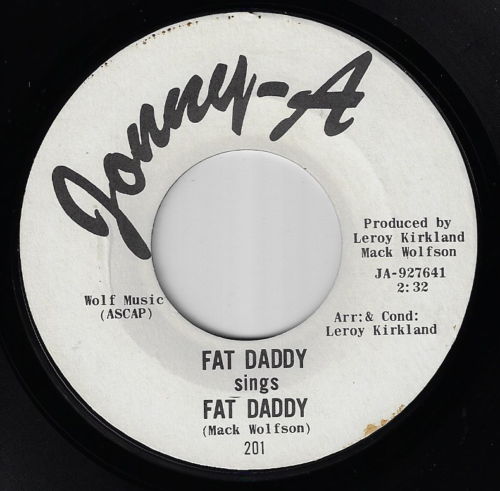 Jonny-A
Produced by
Leroy Kirkland
Mack Wolfson
JA-927641
2:32
Wolf Music
(ASCAP)
Arr:& Cond:
Leroy Kirkland
FAT DADDY
sings
FAT DADDY
(Mack Wolfson)
201